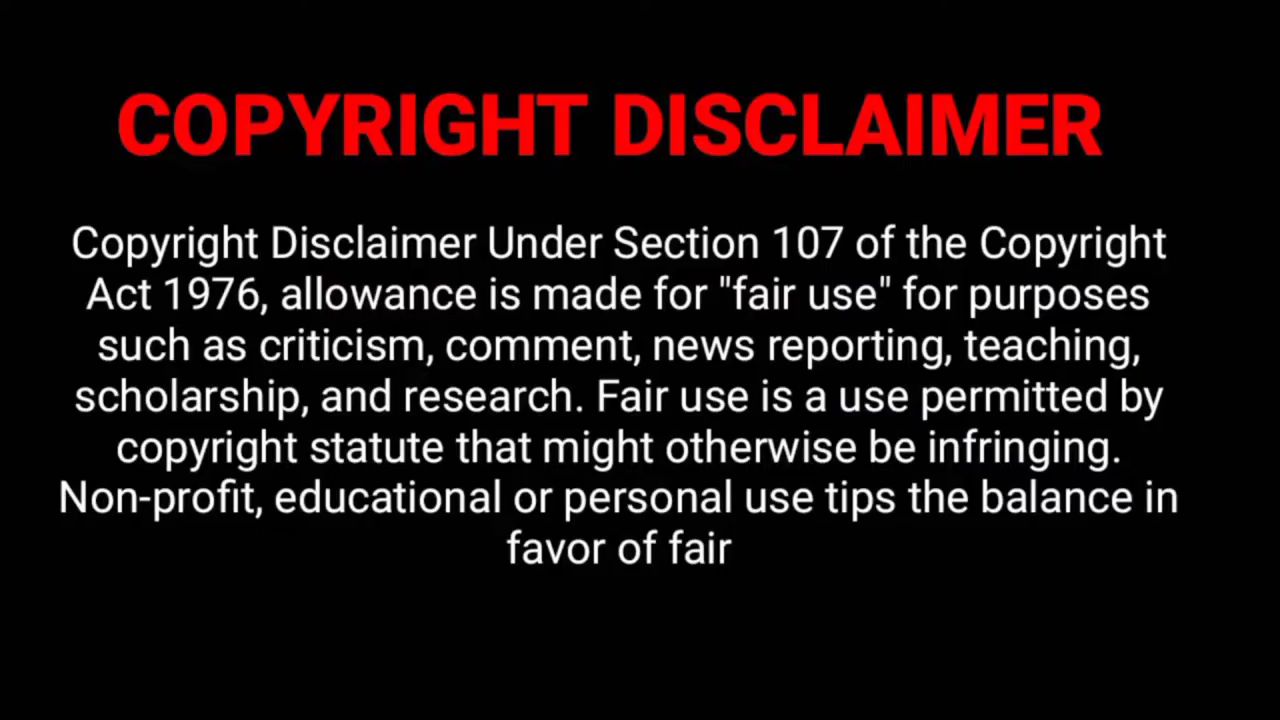 COPYRIGHT DISCLAIMER
Copyright Disclaimer Under Section 107 of the Copyright
Act 1976, allowance is made for "fair use" for purposes
such as criticism, comment, news reporting, teaching,
scholarship, and research. Fair use is a use permitted by
copyright statute that might otherwise be infringing.
Non-profit, educational or personal use tips the balance in
favor of fair